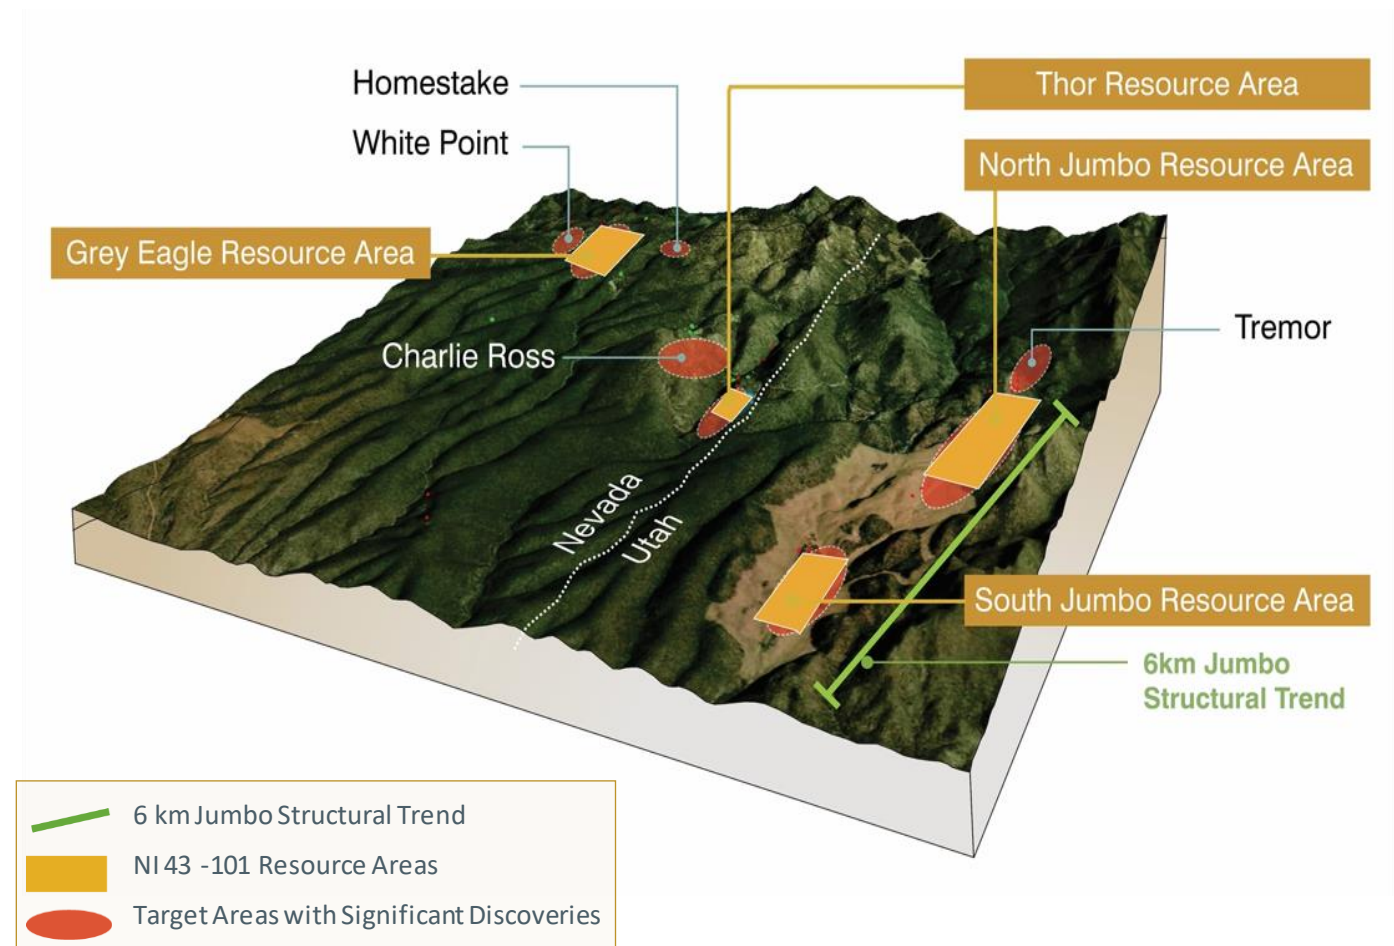 Homestake
White Point
Thor Resource Area
North Jumbo Resource Area
Grey Eagle Resource Area
Charlie Ross
Tremor
Nevada
Utah
South Jumbo Resource Area
6km Jumbo
Structural Trend
6 km Jumbo Structural Trend
NI 43 -101 Resource Areas
Target Areas with Significant Discoveries